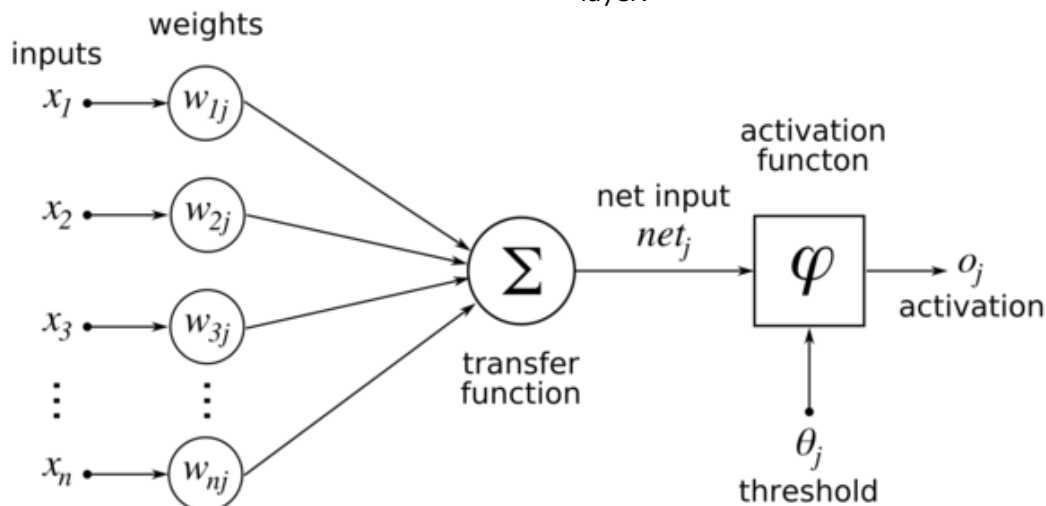 layer.
weights
inputs
x₁
w₁ⱼ
activation
functon
x₂
w₂ⱼ
net input
netⱼ
Σ
φ
oⱼ
activation
x₃
w₃ⱼ
transfer
function
⋮
⋮
xₙ
wₙⱼ
θⱼ
threshold